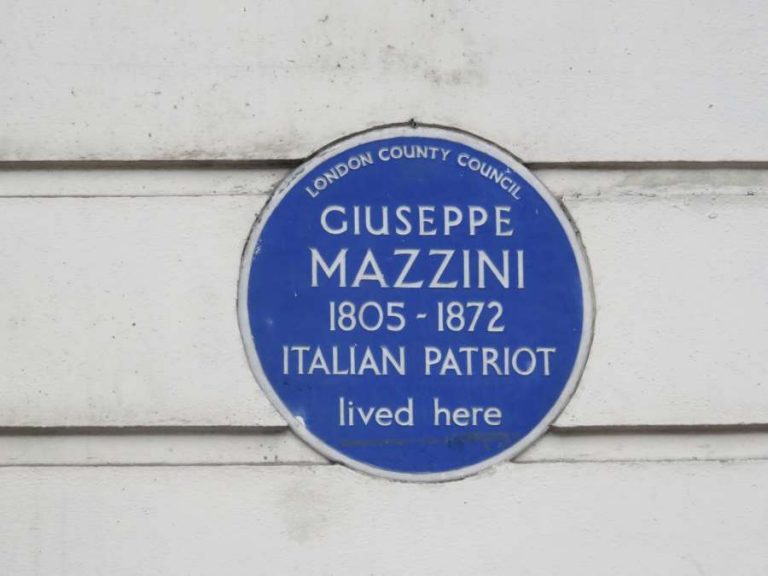 LONDON COUNTY COUNCIL
GIUSEPPE
MAZZINI
1805 - 1872
ITALIAN PATRIOT
lived here